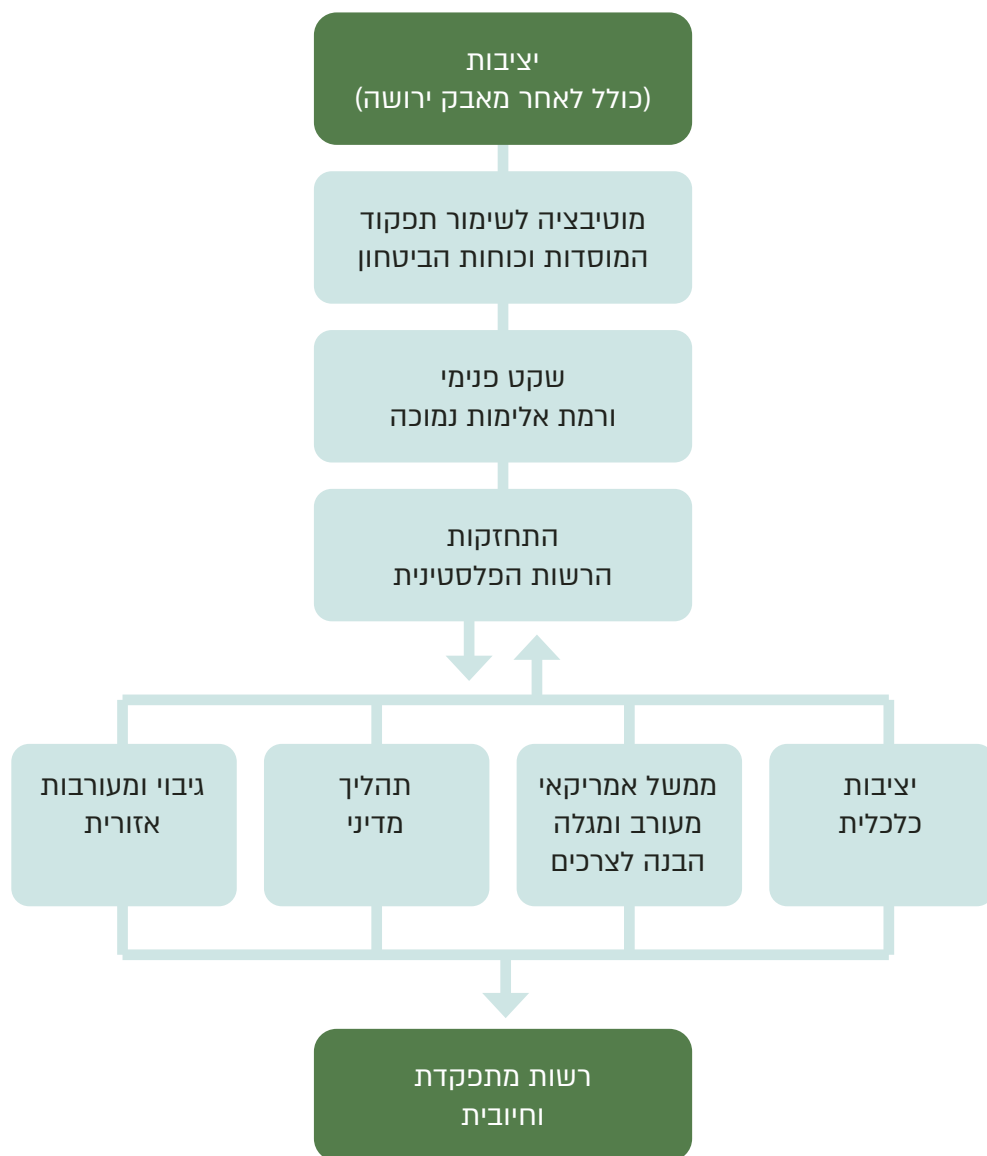 יציבות
(כולל לאחר מאבק ירושה)
מוטיבציה לשימור תפקוד
המוסדות וכוחות הביטחון
שקט פנימי
ורמת אלימות נמוכה
התחזקות
הרשות הפלסטינית
יציבות
כלכלית
ממשל אמריקאי
מעורב ומגלה
הבנה לצרכים
תהליך
מדיני
גיבוי ומעורבות
אזורית
רשות מתפקדת
וחיובית